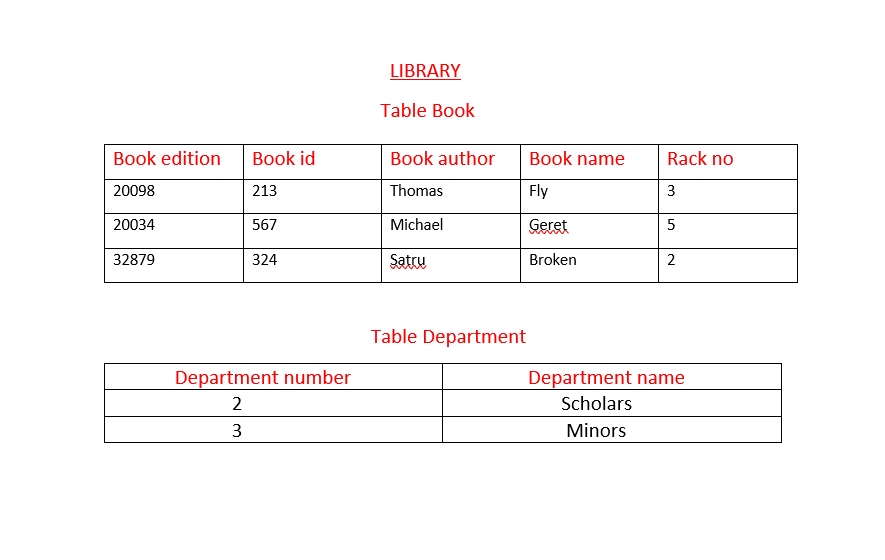 LIBRARY
Table Book
Book edition Book id Book author Book name Rack no
20098 213 Thomas Fly 3
20034 567 Michael Geret 5
32879 324 Satru Broken 2
Table Department
Department number Department name
2 Scholars
3 Minors